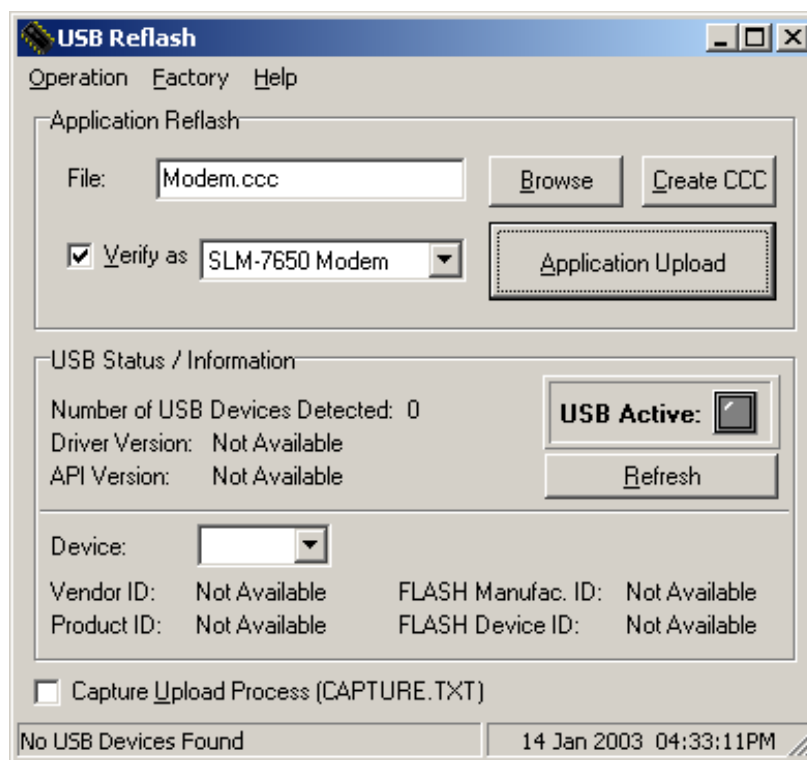 USB Reflash
Operation Factory Help
Application Reflash
File: Modem.ccc Browse Create CCC
Verify as SLM-7650 Modem Application Upload
USB Status / Information
Number of USB Devices Detected: 0
USB Active:
Driver Version: Not Available
API Version: Not Available
Refresh
Device:
Vendor ID: Not Available FLASH Manufac. ID: Not Available
Product ID: Not Available FLASH Device ID: Not Available
Capture Upload Process (CAPTURE.TXT)
No USB Devices Found 14 Jan 2003 04:33:11PM